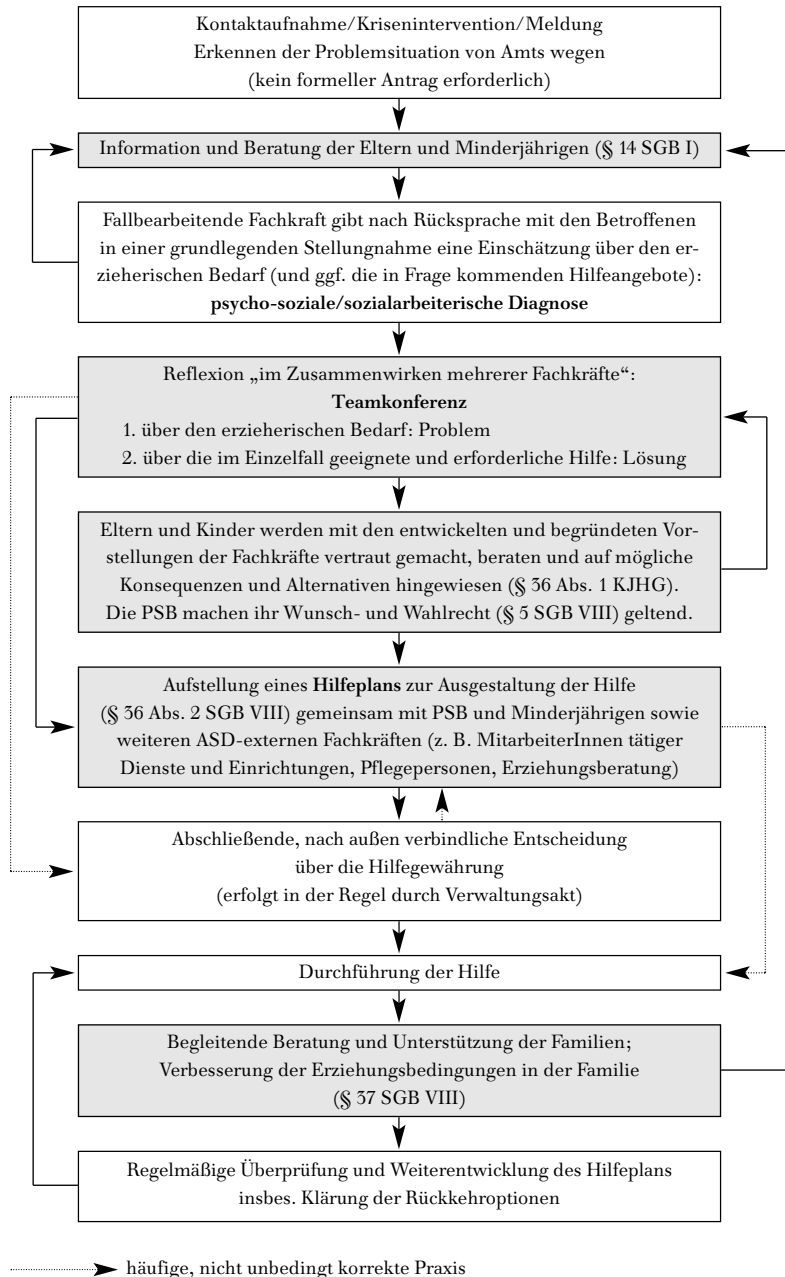 Kontaktaufnahme/Krisenintervention/Meldung
Erkennen der Problemsituation von Amts wegen
(kein formeller Antrag erforderlich)
Information und Beratung der Eltern und Minderjährigen (§ 14 SGB I)
Fallbearbeitende Fachkraft gibt nach Rücksprache mit den Betroffenen
in einer grundlegenden Stellungnahme eine Einschätzung über den er-
zieherischen Bedarf (und ggf. die in Frage kommenden Hilfeangebote):
psycho-soziale/sozialarbeiterische Diagnose
Reflexion „im Zusammenwirken mehrerer Fachkräfte“:
Teamkonferenz
1. über den erzieherischen Bedarf: Problem
2. über die im Einzelfall geeignete und erforderliche Hilfe: Lösung
Eltern und Kinder werden mit den entwickelten und begründeten Vor-
stellungen der Fachkräfte vertraut gemacht, beraten und auf mögliche
Konsequenzen und Alternativen hingewiesen (§ 36 Abs. 1 KJHG).
Die PSB machen ihr Wunsch- und Wahlrecht (§ 5 SGB VIII) geltend.
Aufstellung eines Hilfeplans zur Ausgestaltung der Hilfe
(§ 36 Abs. 2 SGB VIII) gemeinsam mit PSB und Minderjährigen sowie
weiteren ASD-externen Fachkräften (z. B. MitarbeiterInnen tätiger
Dienste und Einrichtungen, Pflegepersonen, Erziehungsberatung)
Abschließende, nach außen verbindliche Entscheidung
über die Hilfegewährung
(erfolgt in der Regel durch Verwaltungsakt)
Durchführung der Hilfe
Begleitende Beratung und Unterstützung der Familien;
Verbesserung der Erziehungsbedingungen in der Familie
(§ 37 SGB VIII)
Regelmäßige Überprüfung und Weiterentwicklung des Hilfeplans
insbes. Klärung der Rückkehroptionen
häufige, nicht unbedingt korrekte Praxis